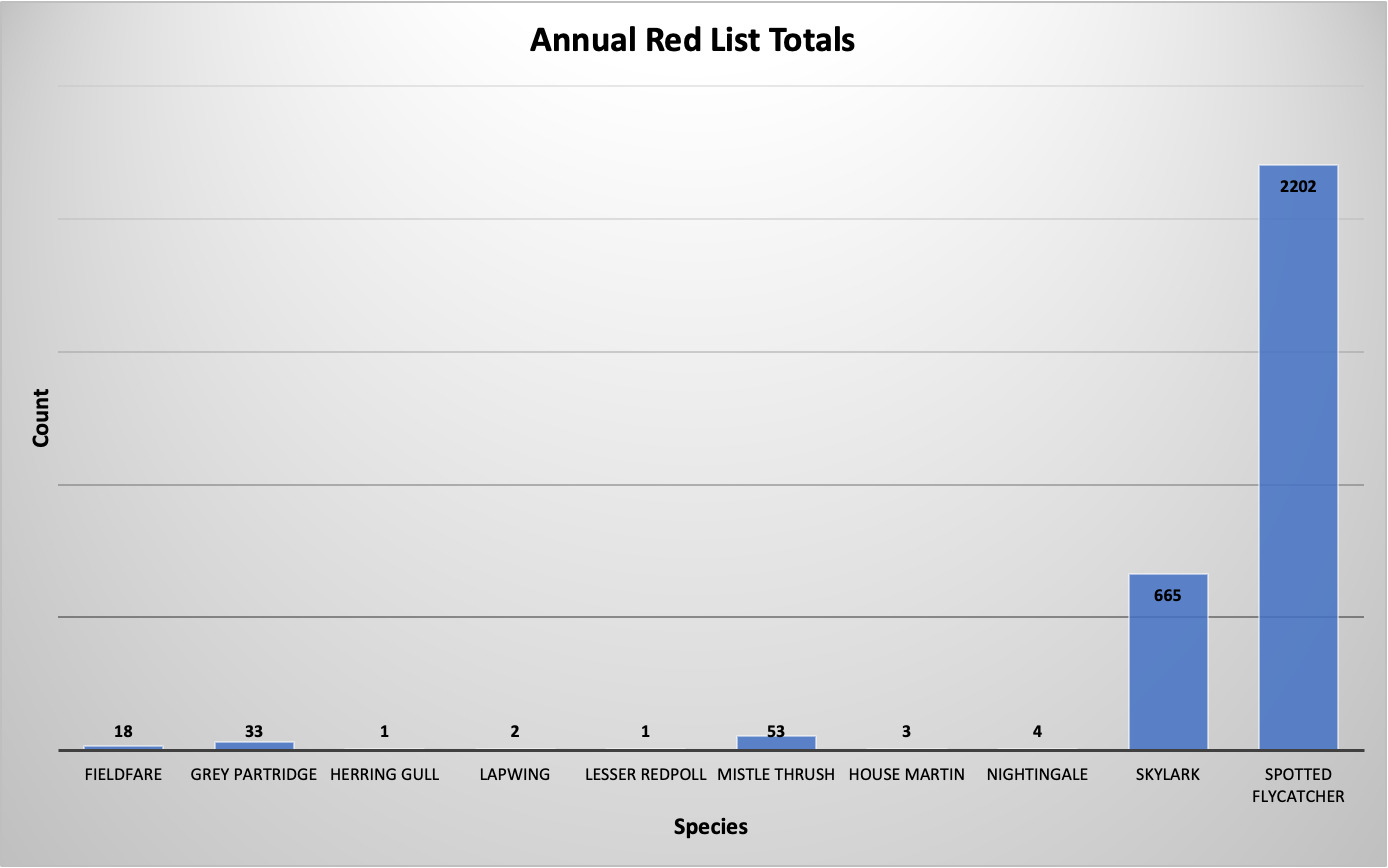 Annual Red List Totals
Count
2202
665
18 33 1 2 1 53 3 4
FIELDFARE GREY PARTRIDGE HERRING GULL LAPWING LESSER REDPOLL MISTLE THRUSH HOUSE MARTIN NIGHTINGALE SKYLARK SPOTTED
FLYCATCHER
Species